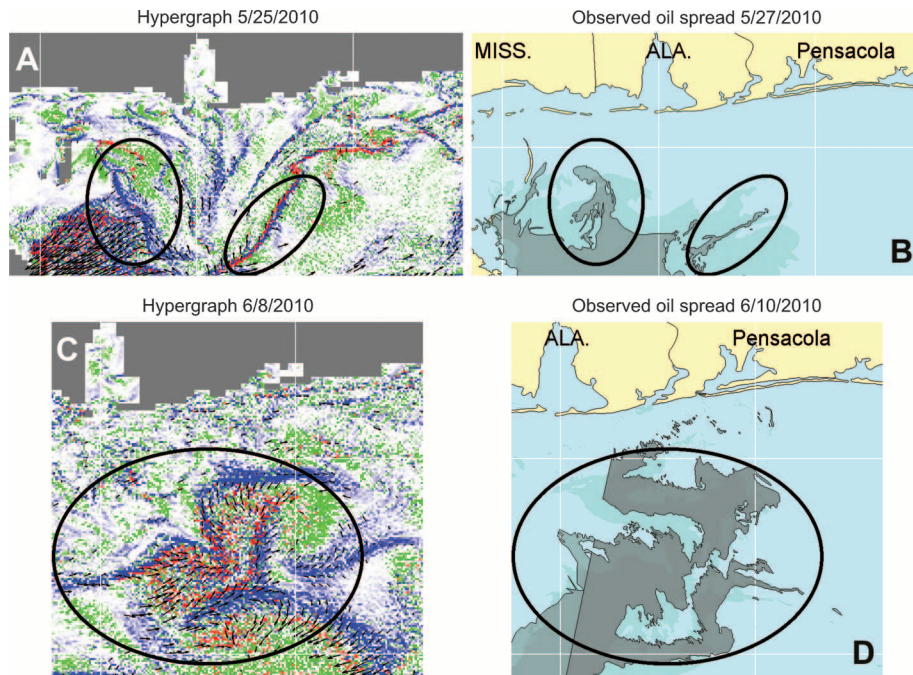 Hypergraph 5/25/2010
Observed oil spread 5/27/2010
A
MISS.
ALA.
Pensacola
B
Hypergraph 6/8/2010
Observed oil spread 6/10/2010
C
ALA.
Pensacola
D